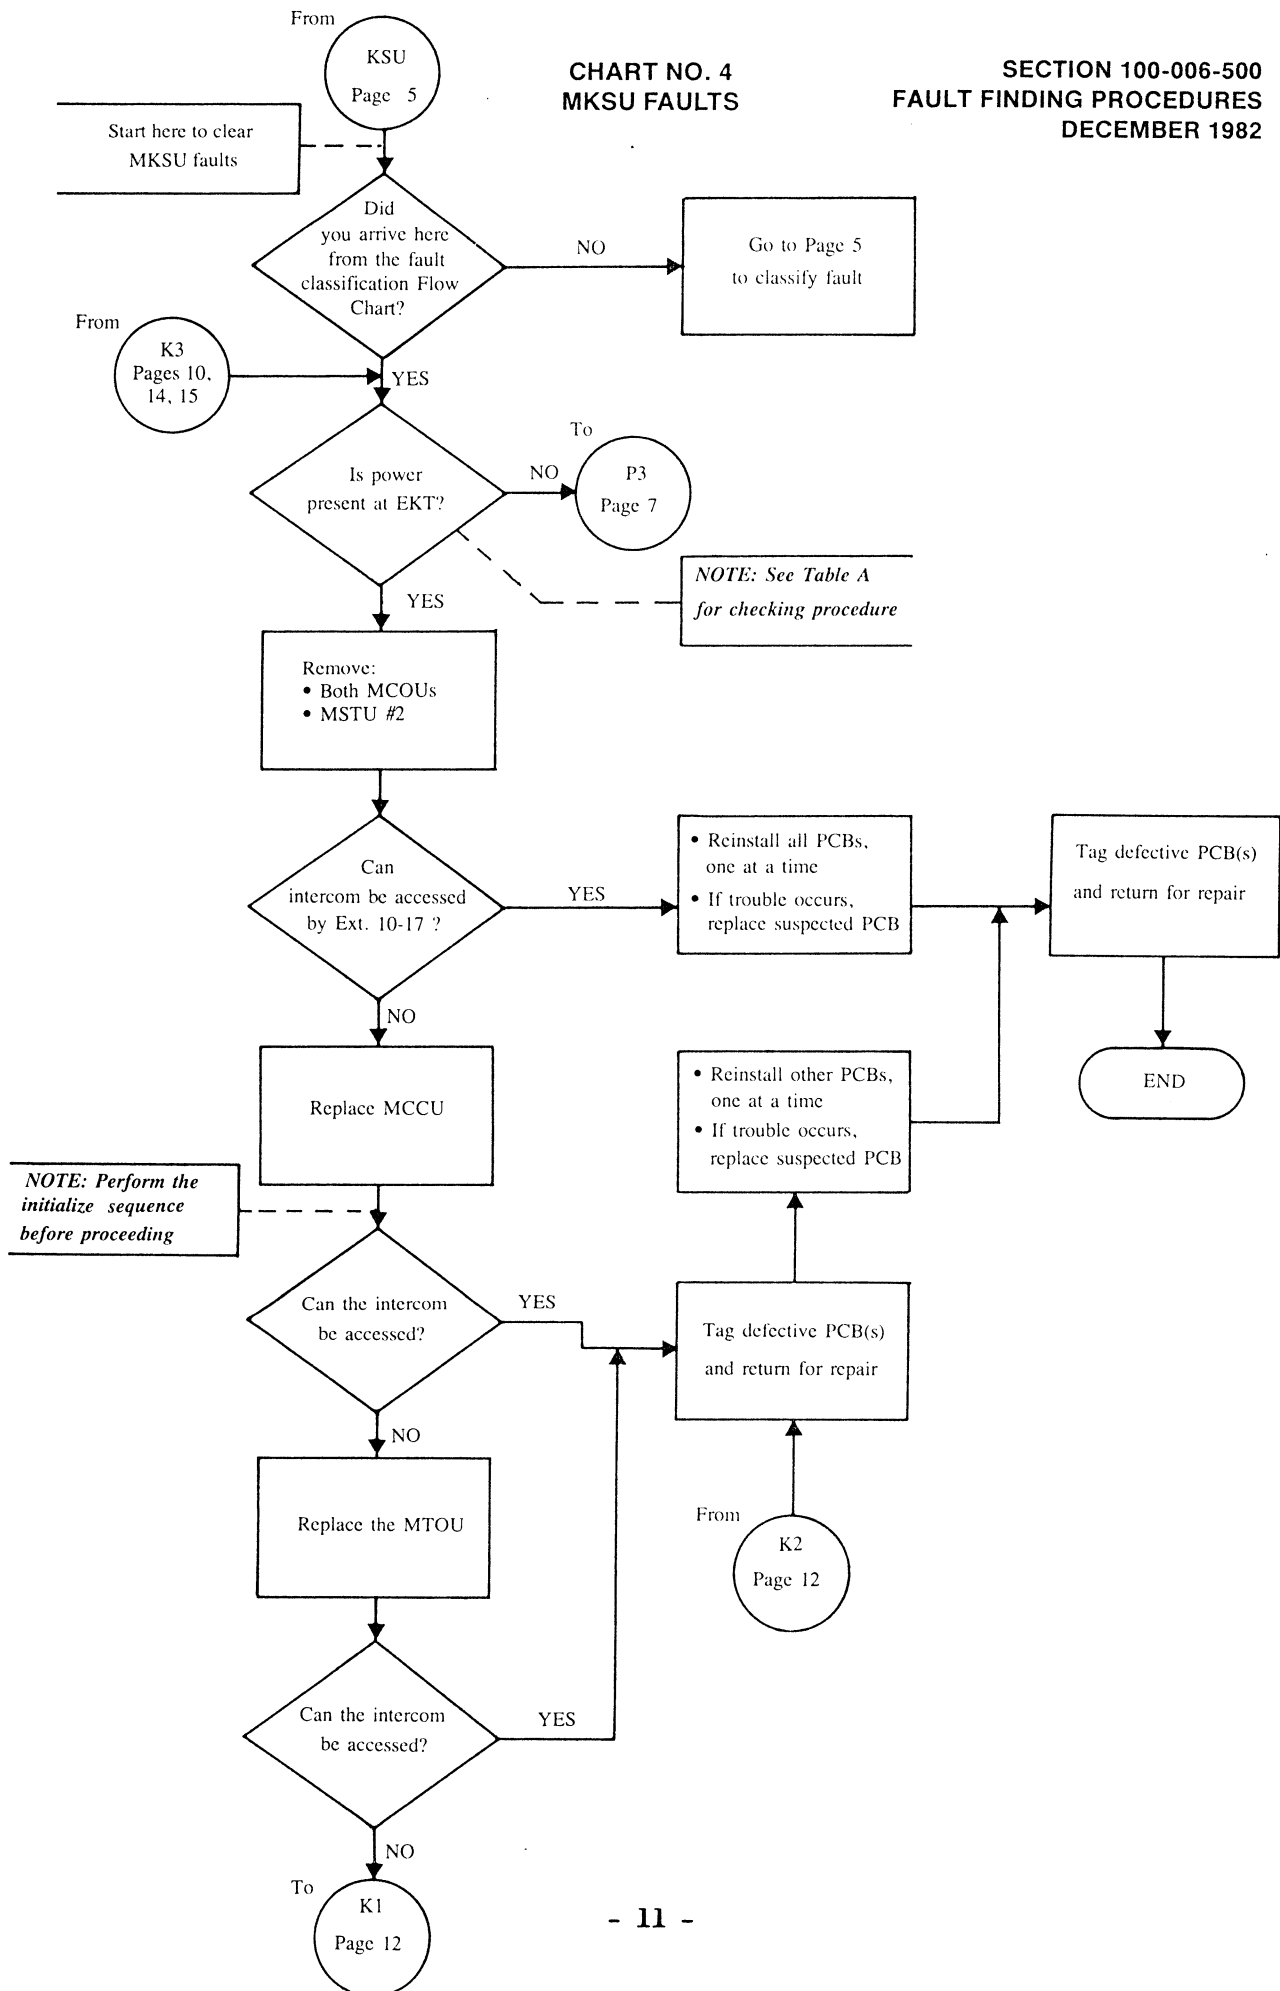 From
KSU
Page 5
CHART NO. 4
MKSU FAULTS
SECTION 100-006-500
FAULT FINDING PROCEDURES
DECEMBER 1982
Start here to clear
MKSU faults
Did
you arrive here
from the fault
classification Flow
Chart?
NO
Go to Page 5
to classify fault
From
K3
Pages 10,
14, 15
YES
Is power
present at EKT?
NO
To
P3
Page 7
NOTE: See Table A
for checking procedure
YES
Remove:
• Both MCOUs
• MSTU #2
Can
intercom be accessed
by Ext. 10-17 ?
YES
• Reinstall all PCBs,
one at a time
• If trouble occurs,
replace suspected PCB
Tag defective PCB(s)
and return for repair
END
NO
Replace MCCU
• Reinstall other PCBs,
one at a time
• If trouble occurs,
replace suspected PCB
NOTE: Perform the
initialize sequence
before proceeding
Can the intercom
be accessed?
YES
Tag defective PCB(s)
and return for repair
NO
Replace the MTOU
From
K2
Page 12
Can the intercom
be accessed?
YES
NO
To
K1
Page 12
- 11 -